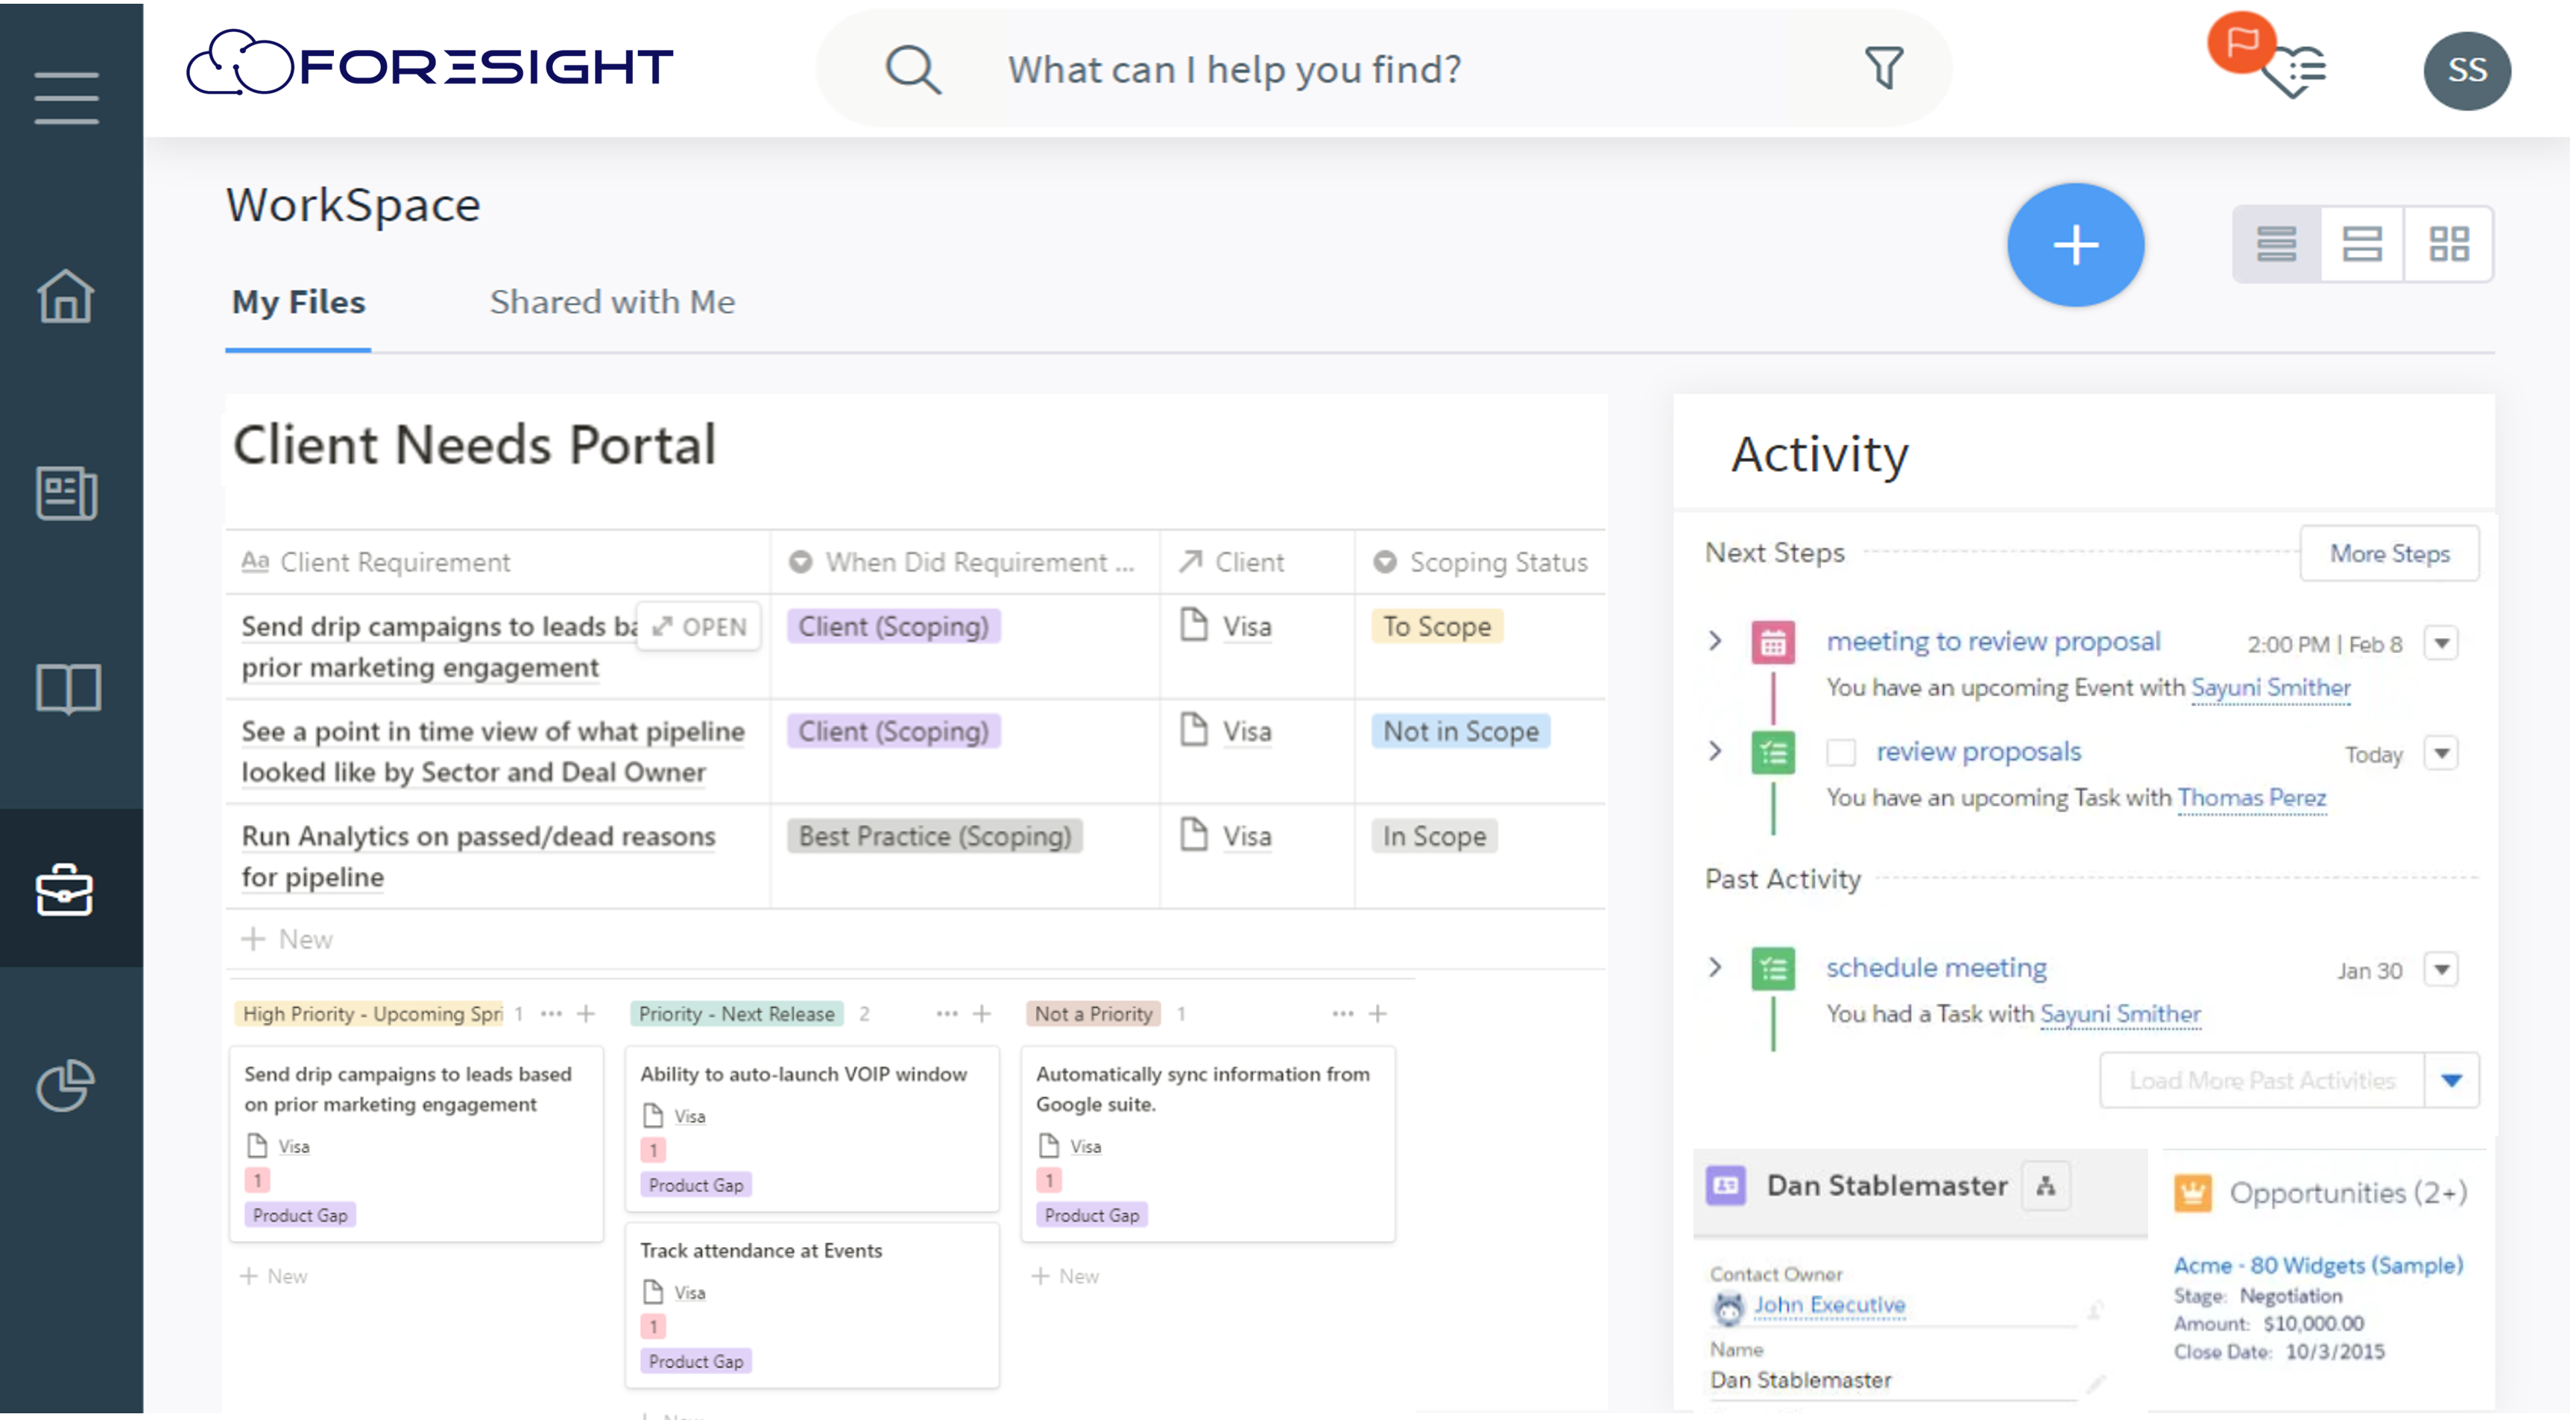 FORESIGHT
What can I help you find?
SS
WorkSpace
My Files
Shared with Me
Client Needs Portal
Aa Client Requirement
When Did Requirement ...
Client
Scoping Status
Send drip campaigns to leads ba
OPEN
prior marketing engagement
Client (Scoping)
Visa
To Scope
See a point in time view of what pipeline
looked like by Sector and Deal Owner
Client (Scoping)
Visa
Not in Scope
Run Analytics on passed/dead reasons
for pipeline
Best Practice (Scoping)
Visa
In Scope
+ New
High Priority - Upcoming Spri 1 ... +
Send drip campaigns to leads based
on prior marketing engagement
Visa
1
Product Gap
+ New
Priority - Next Release 2 ... +
Ability to auto-launch VOIP window
Visa
1
Product Gap
Track attendance at Events
Visa
1
Product Gap
Not a Priority 1 ... +
Automatically sync information from
Google suite.
Visa
1
Product Gap
+ New
Activity
Next Steps
More Steps
meeting to review proposal
2:00 PM | Feb 8
You have an upcoming Event with Sayuni Smither
review proposals
Today
You have an upcoming Task with Thomas Perez
Past Activity
schedule meeting
Jan 30
You had a Task with Sayuni Smither
Load More Past Activities
Dan Stablemaster
Contact Owner
John Executive
Name
Dan Stablemaster
Opportunities (2+)
Acme - 80 Widgets (Sample)
Stage: Negotiation
Amount: $10,000.00
Close Date: 10/3/2015